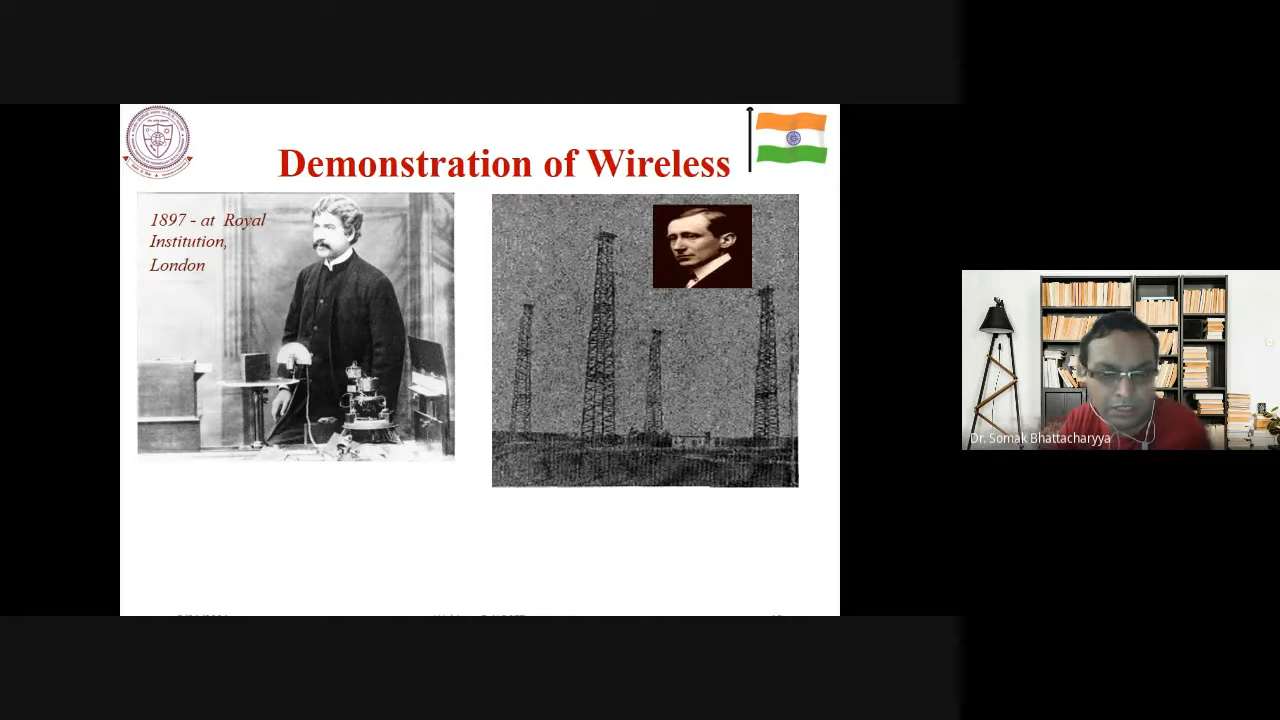 Demonstration of Wireless
1897 - at Royal
Institution,
London
Dr. Somak Bhattacharyya